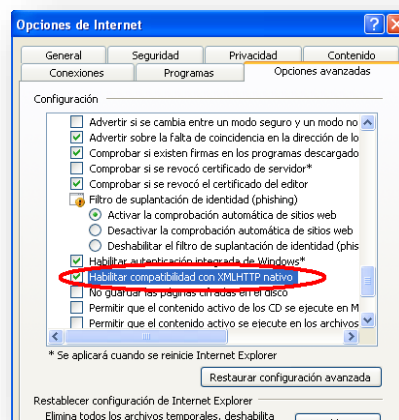 Opciones de Internet
General Seguridad Privacidad Contenido
Conexiones Programas Opciones avanzadas
Configuración
Advertir si se cambia entre un modo seguro y un modo no
Advertir sobre la falta de coincidencia en la dirección de lo
Comprobar si existen firmas en los programas descargado
Comprobar si se revocó certificado de servidor*
Comprobar si se revocó el certificado del editor
Filtro de suplantación de identidad (phishing)
Activar la comprobación automática de sitios web
Desactivar la comprobación automática de sitios web
Deshabilitar el filtro de suplantación de identidad (phis
Habilitar autenticación integrada de Windows*
Habilitar compatibilidad con XMLHTTP nativo
No guardar las páginas cifradas en el disco
Permitir que el contenido activo de los CD se ejecute en M
Permitir que el contenido activo se ejecute en los archivos
* Se aplicará cuando se reinicie Internet Explorer
Restaurar configuración avanzada
Restablecer configuración de Internet Explorer
Elimina todos los archivos temporales, deshabilita